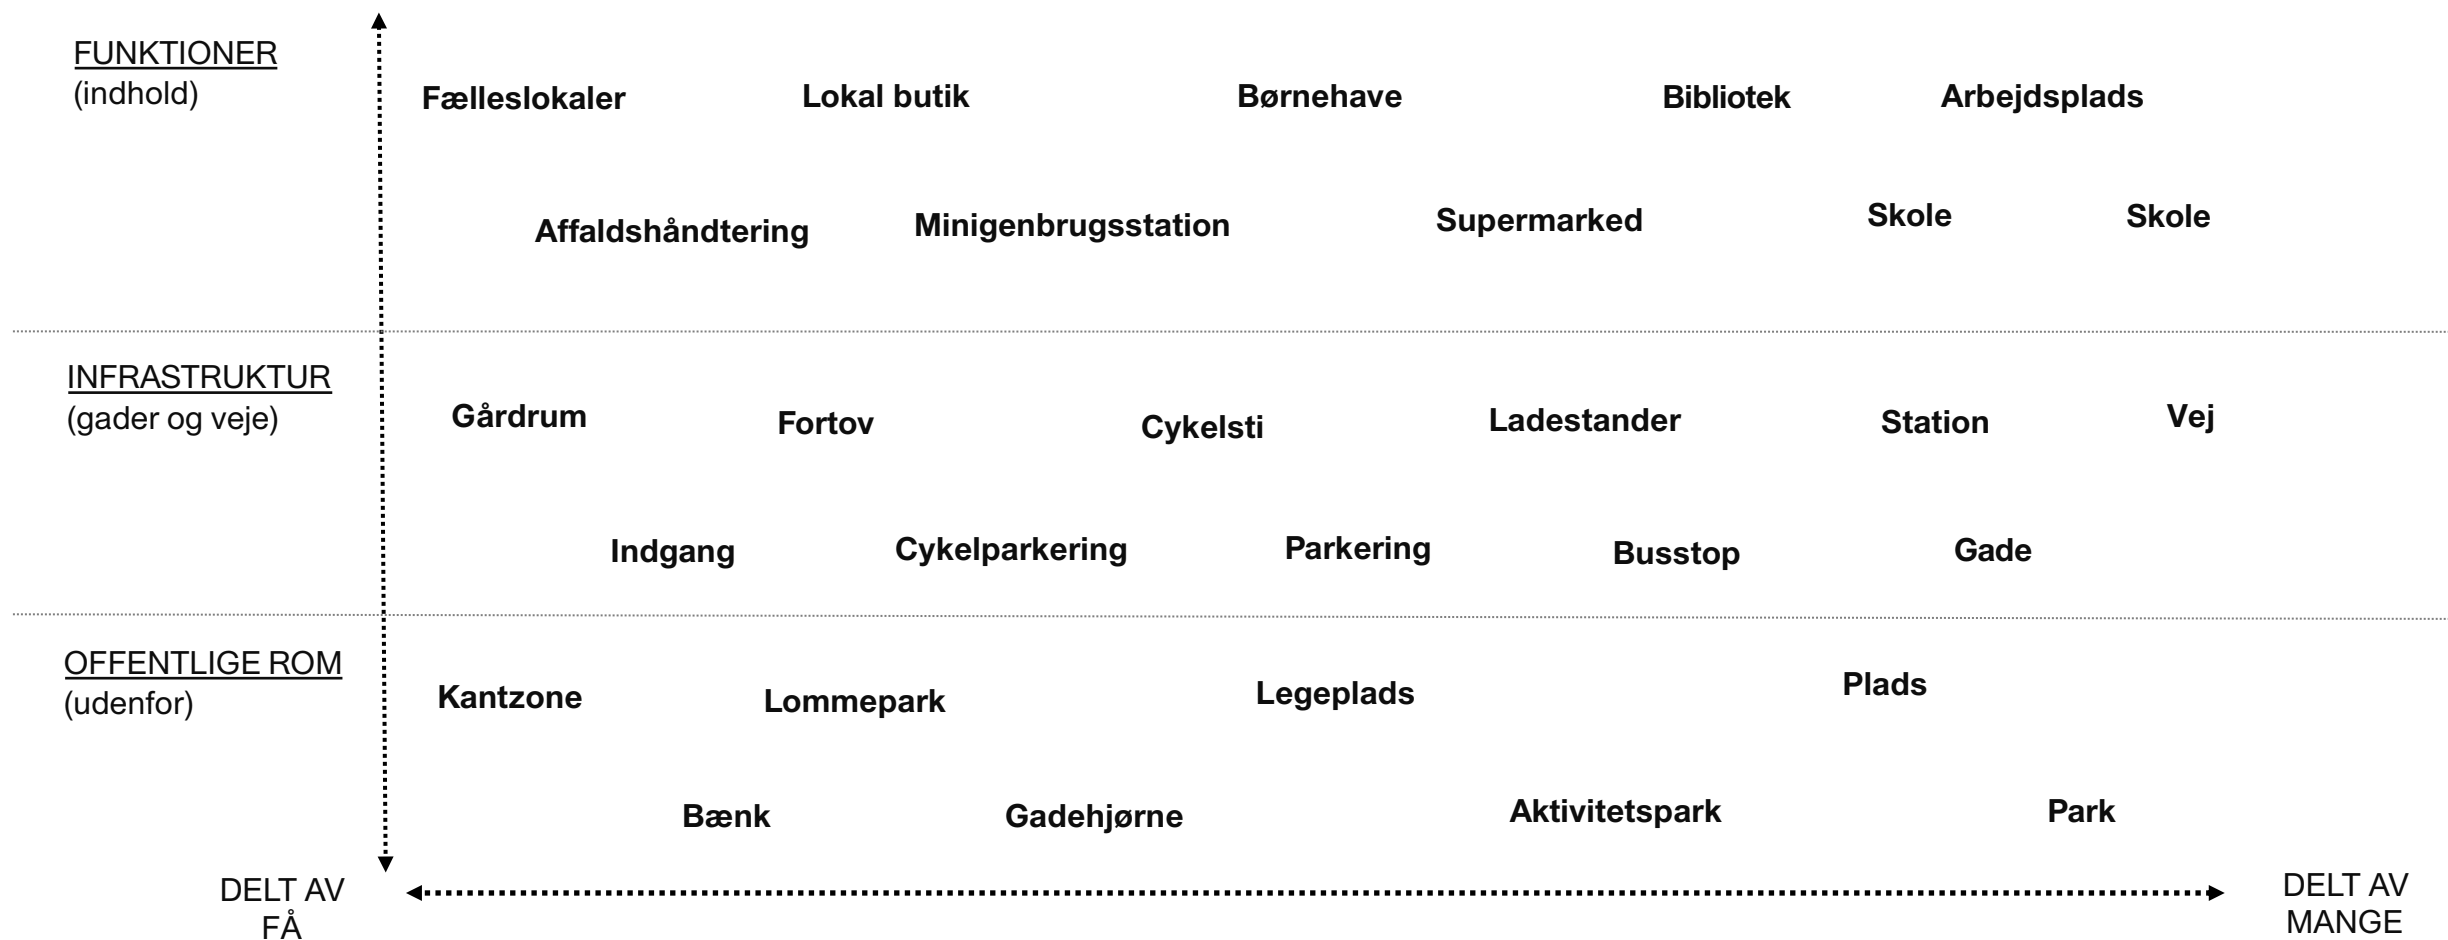 FUNKTIONER
(indhold)
Fælleslokaler Lokal butik Børnehave Bibliotek Arbejdsplads
Affaldshåndtering Minigenbrugsstation Supermarked Skole Skole
INFRASTRUKTUR
(gader og veje)
Gårdrum Fortov Cykelsti Ladestander Station Vej
Indgang Cykelparkering Parkering Busstop Gade
OFFENTLIGE ROM
(udenfor)
Kantzone Lommepark Legeplads Plads
Bænk Gadehjørne Aktivitetspark Park
DELT AV
FÅ
DELT AV
MANGE